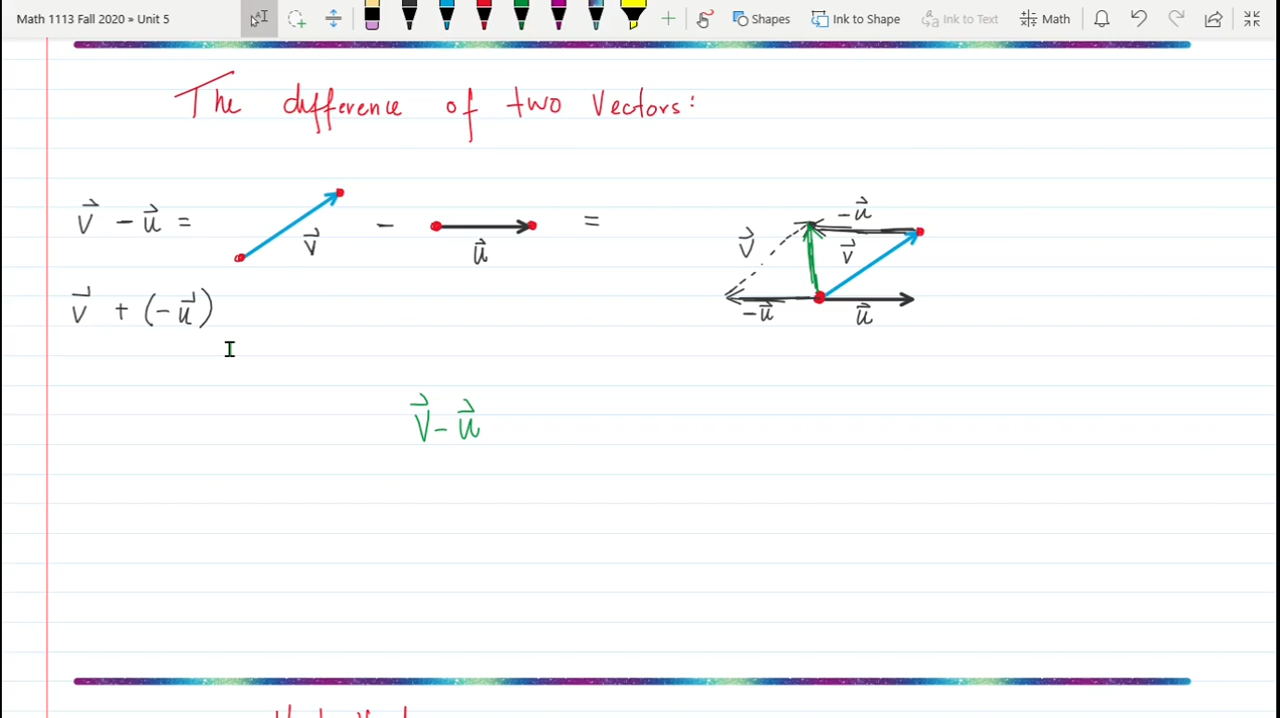 Math 1113 Fall 2020 » Unit 5
Shapes
Ink to Shape
Ink to Text
Math
The difference of two vectors:
v⃗ - u⃗ = v⃗ - u⃗ =
v⃗ + (-u⃗)
-u⃗
v⃗ v⃗
-u⃗ u⃗
v⃗ - u⃗